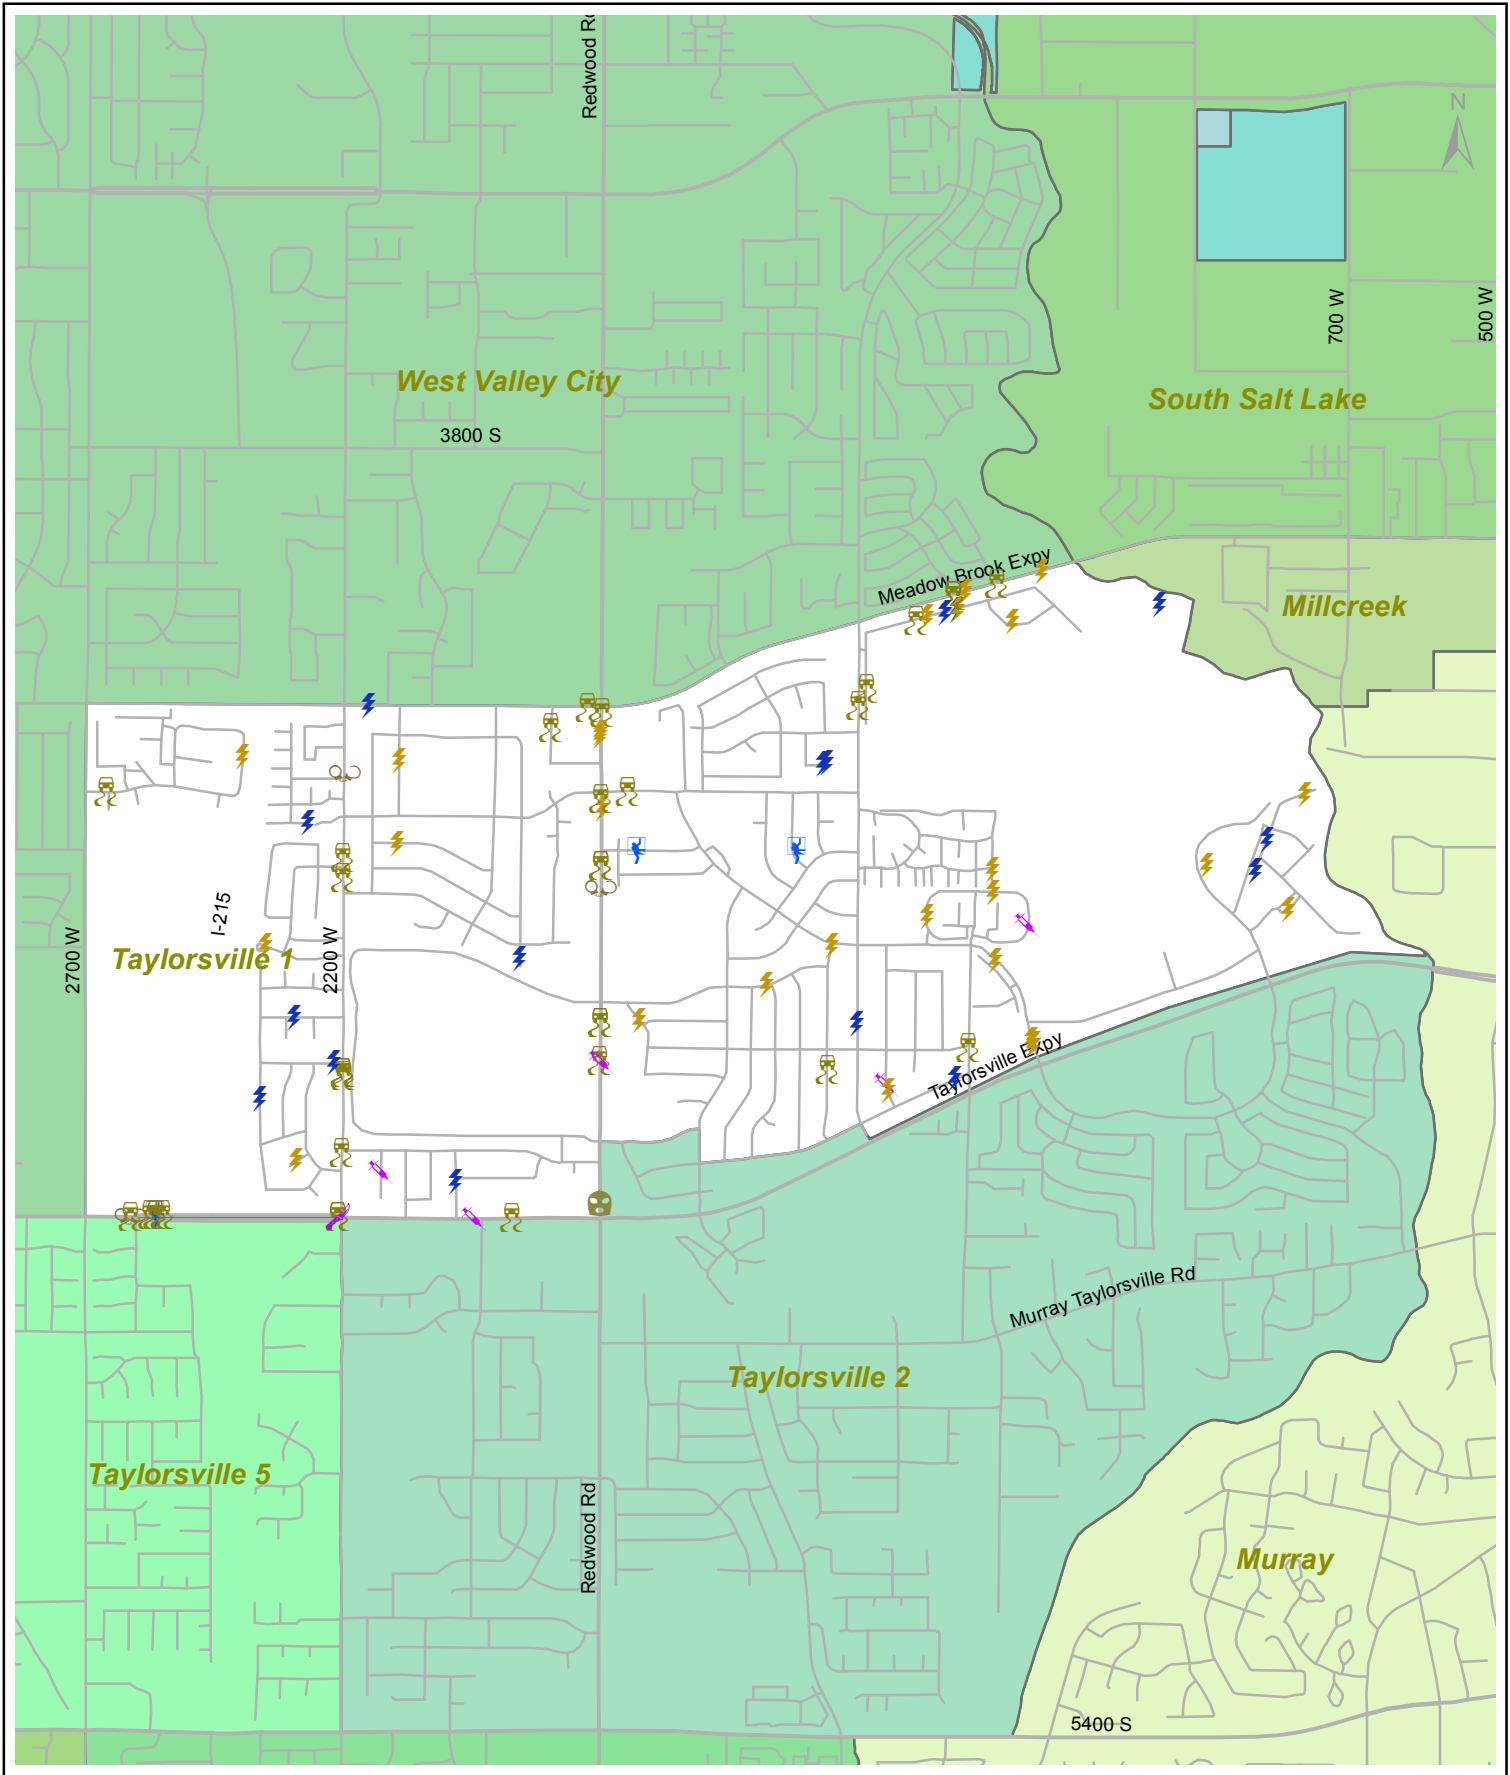 Redwood Rd
N
700 W
500 W
West Valley City
South Salt Lake
3800 S
Meadow Brook Expy
Millcreek
I-215
2700 W
Taylorsville 1
2200 W
Taylorsville Expy
Murray Taylorsville Rd
Taylorsville 2
Taylorsville 5
Redwood Rd
Murray
5400 S